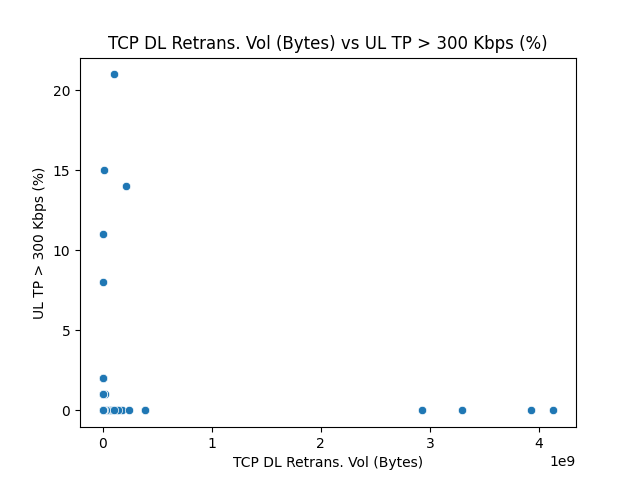 TCP DL Retrans. Vol (Bytes) vs UL TP > 300 Kbps (%)
20
15
10
5
0
UL TP > 300 Kbps (%)
0 1 2 3 4
1e9
TCP DL Retrans. Vol (Bytes)